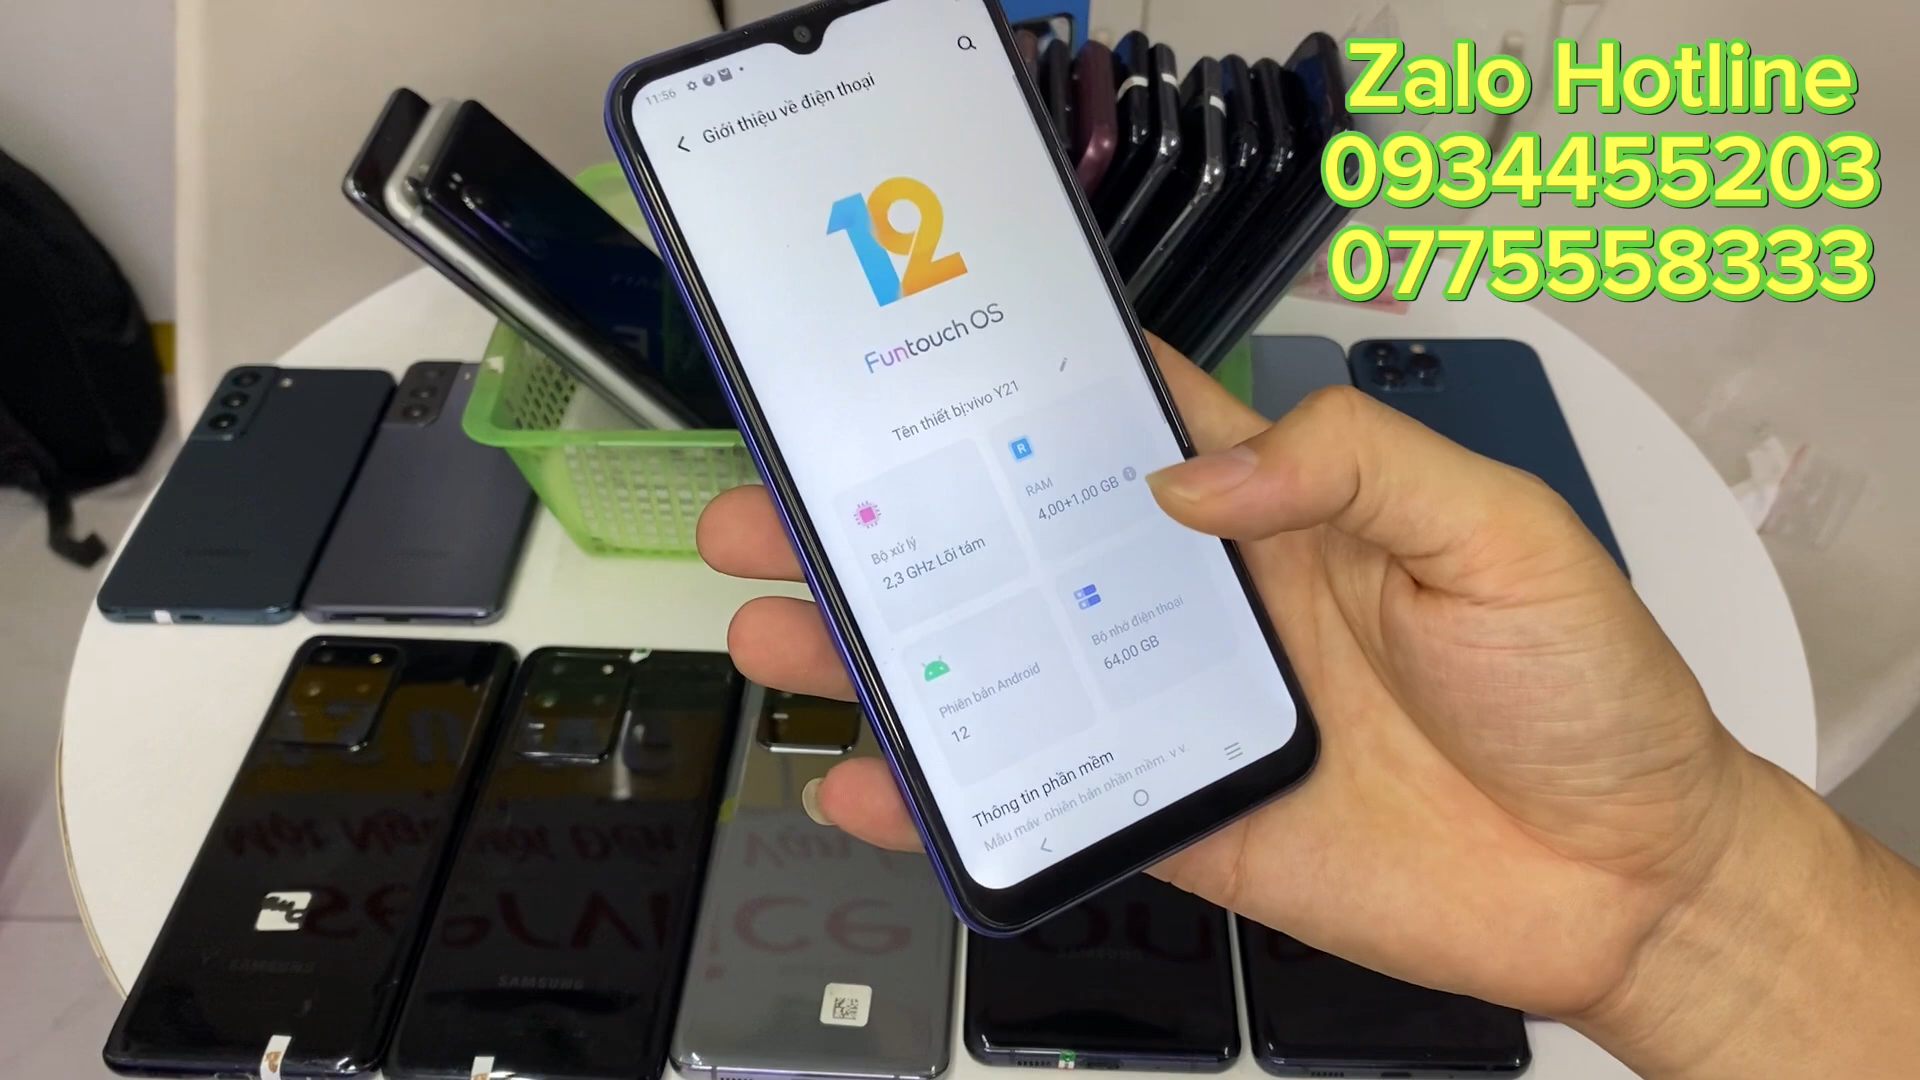 Zalo Hotline
0934455203
0775558333
11:56
Giới thiệu về điện thoại
12
Funtouch OS
Tên thiết bị:vivo Y21
Bộ xử lý
2,3 GHz Lõi tám
RAM
4,00+1,00 GB
Phiên bản Android
12
Bộ nhớ điện thoại
64,00 GB
Thông tin phần mềm
Mẫu máy, phiên bản phần mềm, v.v.
SAMSUNG
service